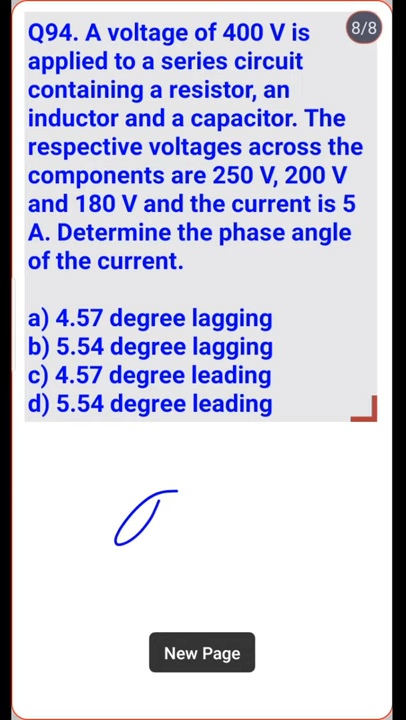 8/8
Q94. A voltage of 400 V is
applied to a series circuit
containing a resistor, an
inductor and a capacitor. The
respective voltages across the
components are 250 V, 200 V
and 180 V and the current is 5
A. Determine the phase angle
of the current.
a) 4.57 degree lagging
b) 5.54 degree lagging
c) 4.57 degree leading
d) 5.54 degree leading
New Page